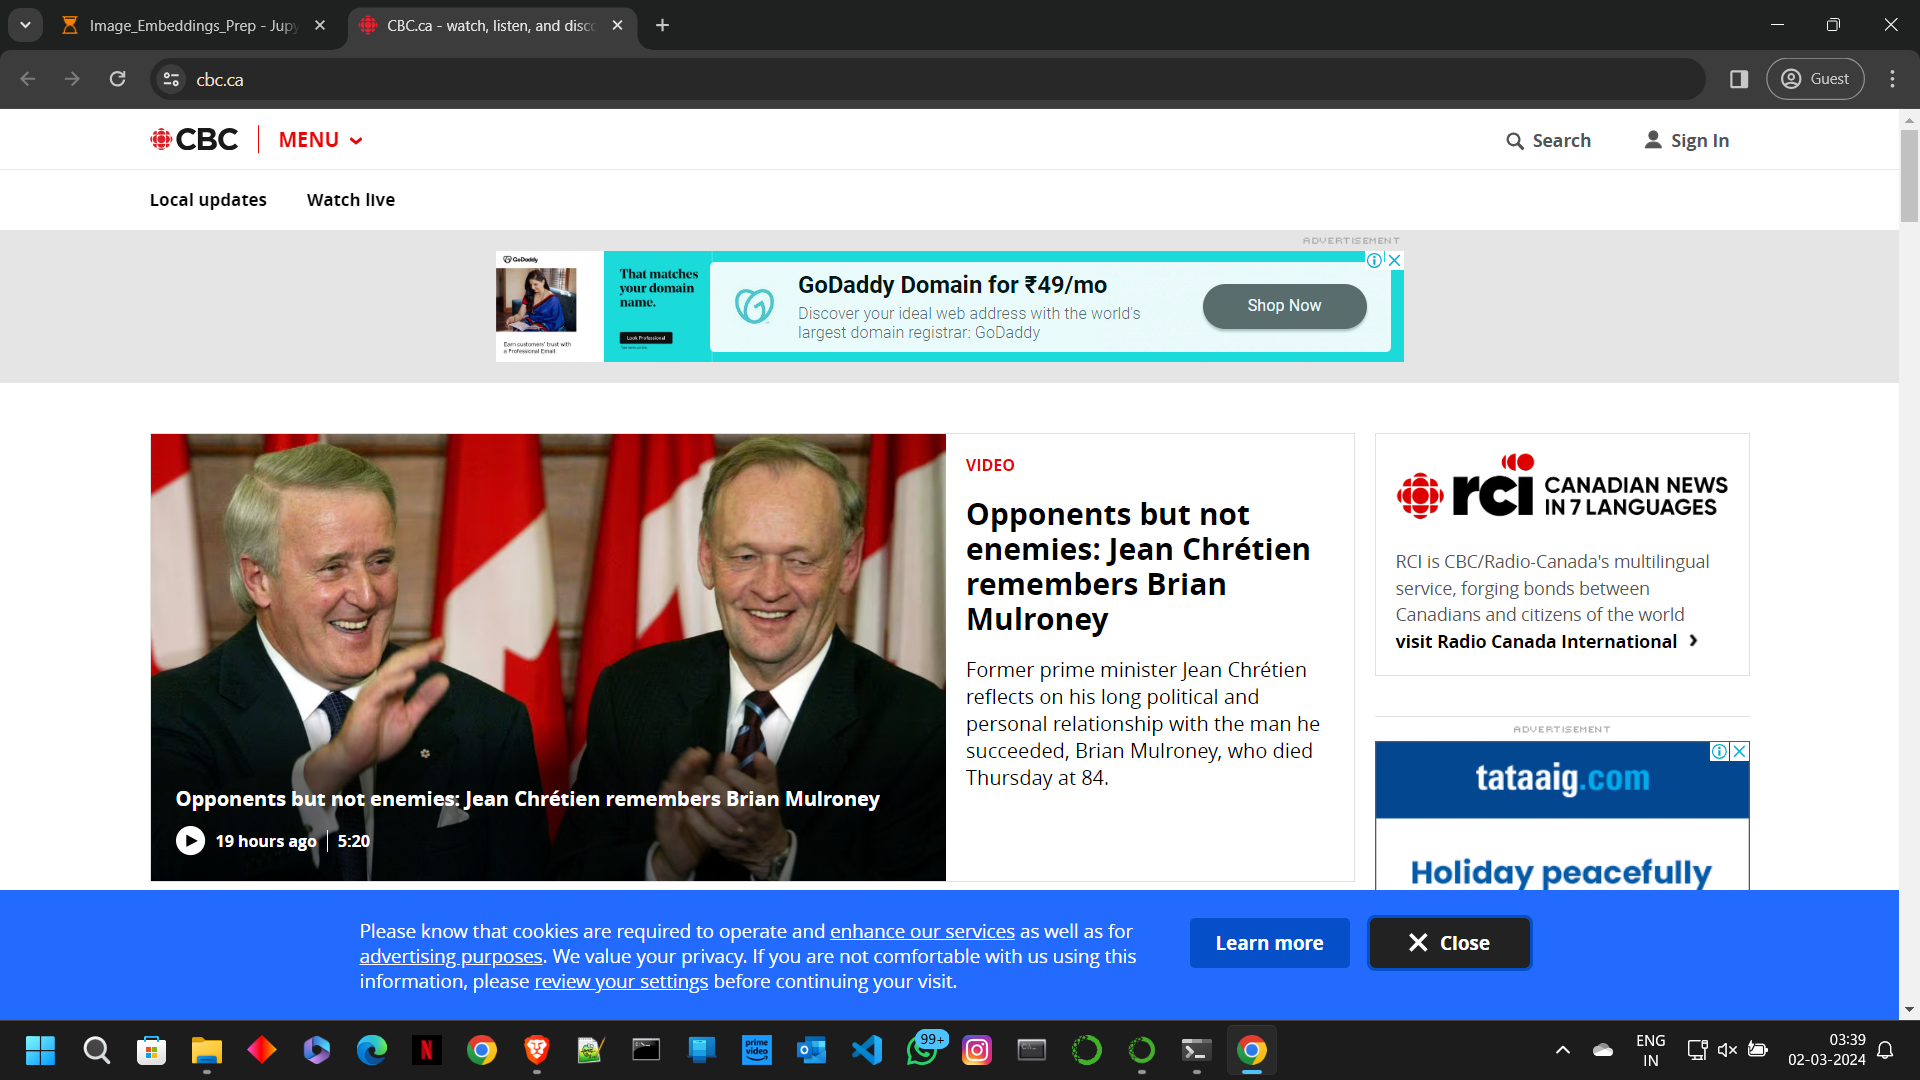 Image_Embeddings_Prep - Jupy
CBC.ca - watch, listen, and disco
cbc.ca
Guest
CBC
MENU
Search
Sign In
Local updates
Watch live
ADVERTISEMENT
GoDaddy
That matches
your domain
name.
Look Professional
Earn customers' trust with
a Professional Email.
GoDaddy Domain for ₹49/mo
Discover your ideal web address with the world's
largest domain registrar: GoDaddy
Shop Now
Opponents but not enemies: Jean Chrétien remembers Brian Mulroney
19 hours ago
5:20
VIDEO
Opponents but not
enemies: Jean Chrétien
remembers Brian
Mulroney
Former prime minister Jean Chrétien
reflects on his long political and
personal relationship with the man he
succeeded, Brian Mulroney, who died
Thursday at 84.
rci CANADIAN NEWS
IN 7 LANGUAGES
RCI is CBC/Radio-Canada's multilingual
service, forging bonds between
Canadians and citizens of the world
visit Radio Canada International
ADVERTISEMENT
tataaig.com
Holiday peacefully
Please know that cookies are required to operate and enhance our services as well as for
advertising purposes. We value your privacy. If you are not comfortable with us using this
information, please review your settings before continuing your visit.
Learn more
Close
prime
video
99+
ENG
IN
03:39
02-03-2024